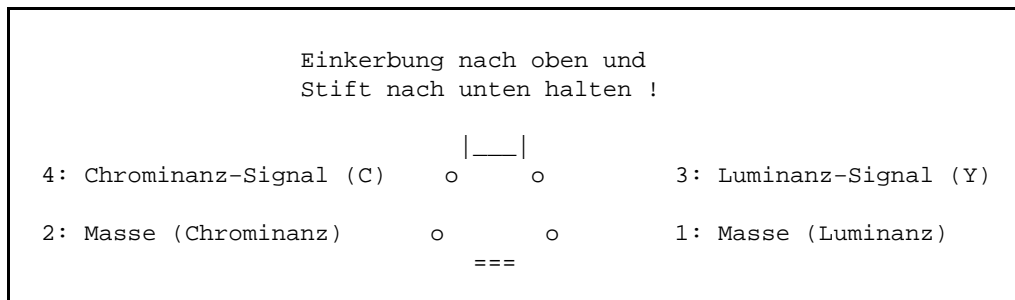 Einkerbung nach oben und
Stift nach unten halten !
|___|
4: Chrominanz-Signal (C) o o 3: Luminanz-Signal (Y)
2: Masse (Chrominanz) o o 1: Masse (Luminanz)
===